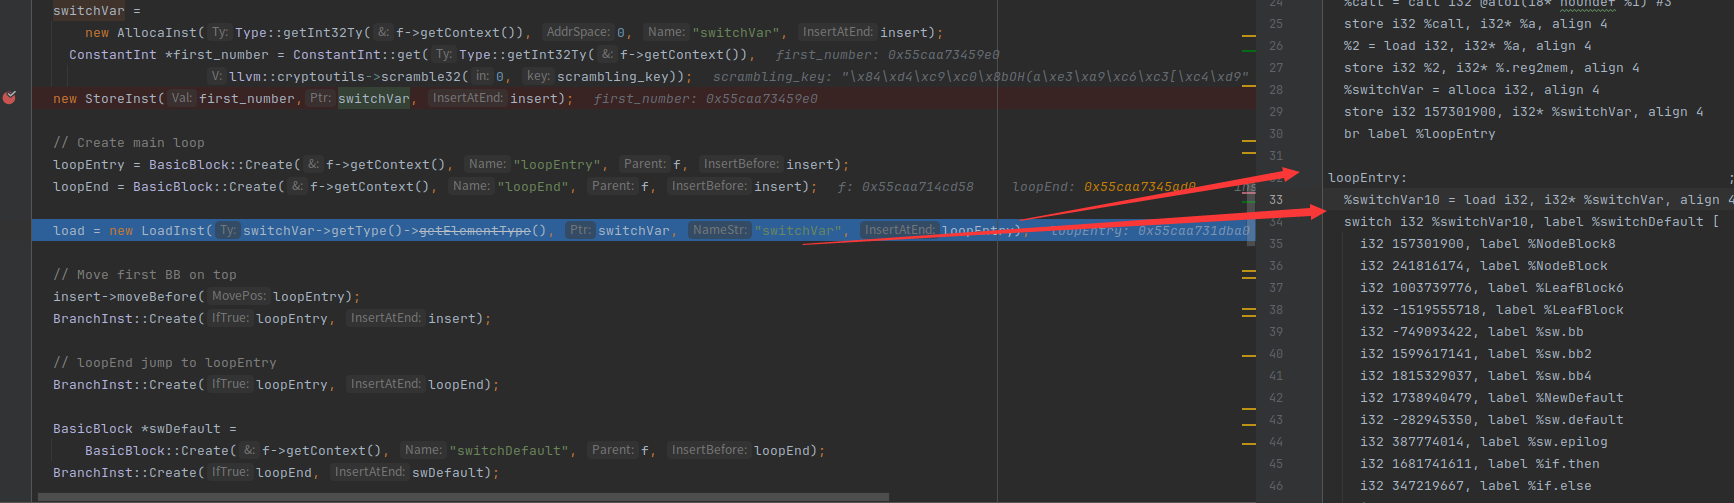 switchVar =
new AllocaInst( Ty: Type::getInt32Ty( &: f->getContext()), AddrSpace: 0, Name: "switchVar", InsertAtEnd: insert);
ConstantInt *first_number = ConstantInt::get( Ty: Type::getInt32Ty( &: f->getContext()), first_number: 0x55caa73459e0
V: llvm::cryptoutils->scramble32( in: 0, key: scrambling_key)); scrambling_key: "\x84\xd4\xc9\xc0\x8bOH(a\xe3\xa9\xc6\xc3[\xc4\xd9"
new StoreInst( Val: first_number, Ptr: switchVar, InsertAtEnd: insert); first_number: 0x55caa73459e0
// Create main loop
loopEntry = BasicBlock::Create( &: f->getContext(), Name: "loopEntry", Parent: f, InsertBefore: insert);
loopEnd = BasicBlock::Create( &: f->getContext(), Name: "loopEnd", Parent: f, InsertBefore: insert); f: 0x55caa714cd58 loopEnd: 0x55caa7345ad0 ins
load = new LoadInst( Ty: switchVar->getType()->getElementType(), Ptr: switchVar, NameStr: "switchVar", InsertAtEnd: loopEntry); loopEntry: 0x55caa731dba0
// Move first BB on top
insert->moveBefore( MovePos: loopEntry);
BranchInst::Create( IfTrue: loopEntry, InsertAtEnd: insert);
// loopEnd jump to loopEntry
BranchInst::Create( IfTrue: loopEntry, InsertAtEnd: loopEnd);
BasicBlock *swDefault =
BasicBlock::Create( &: f->getContext(), Name: "switchDefault", Parent: f, InsertBefore: loopEnd);
BranchInst::Create( IfTrue: loopEnd, InsertAtEnd: swDefault);
24 %call = call i32 @atoi(i8* noundef %1) #3
25 store i32 %call, i32* %a, align 4
26 %2 = load i32, i32* %a, align 4
27 store i32 %2, i32* %.reg2mem, align 4
28 %switchVar = alloca i32, align 4
29 store i32 157301900, i32* %switchVar, align 4
30 br label %loopEntry
31
loopEntry: ;
33 %switchVar10 = load i32, i32* %switchVar, align 4
34 switch i32 %switchVar10, label %switchDefault [
35 i32 157301900, label %NodeBlock8
36 i32 241816174, label %NodeBlock
37 i32 1003739776, label %LeafBlock6
38 i32 -1519555718, label %LeafBlock
39 i32 -749093422, label %sw.bb
40 i32 1599617141, label %sw.bb2
41 i32 1815329037, label %sw.bb4
42 i32 1738940479, label %NewDefault
43 i32 -282945350, label %sw.default
44 i32 387774014, label %sw.epilog
45 i32 1681741611, label %if.then
46 i32 347219667, label %if.else